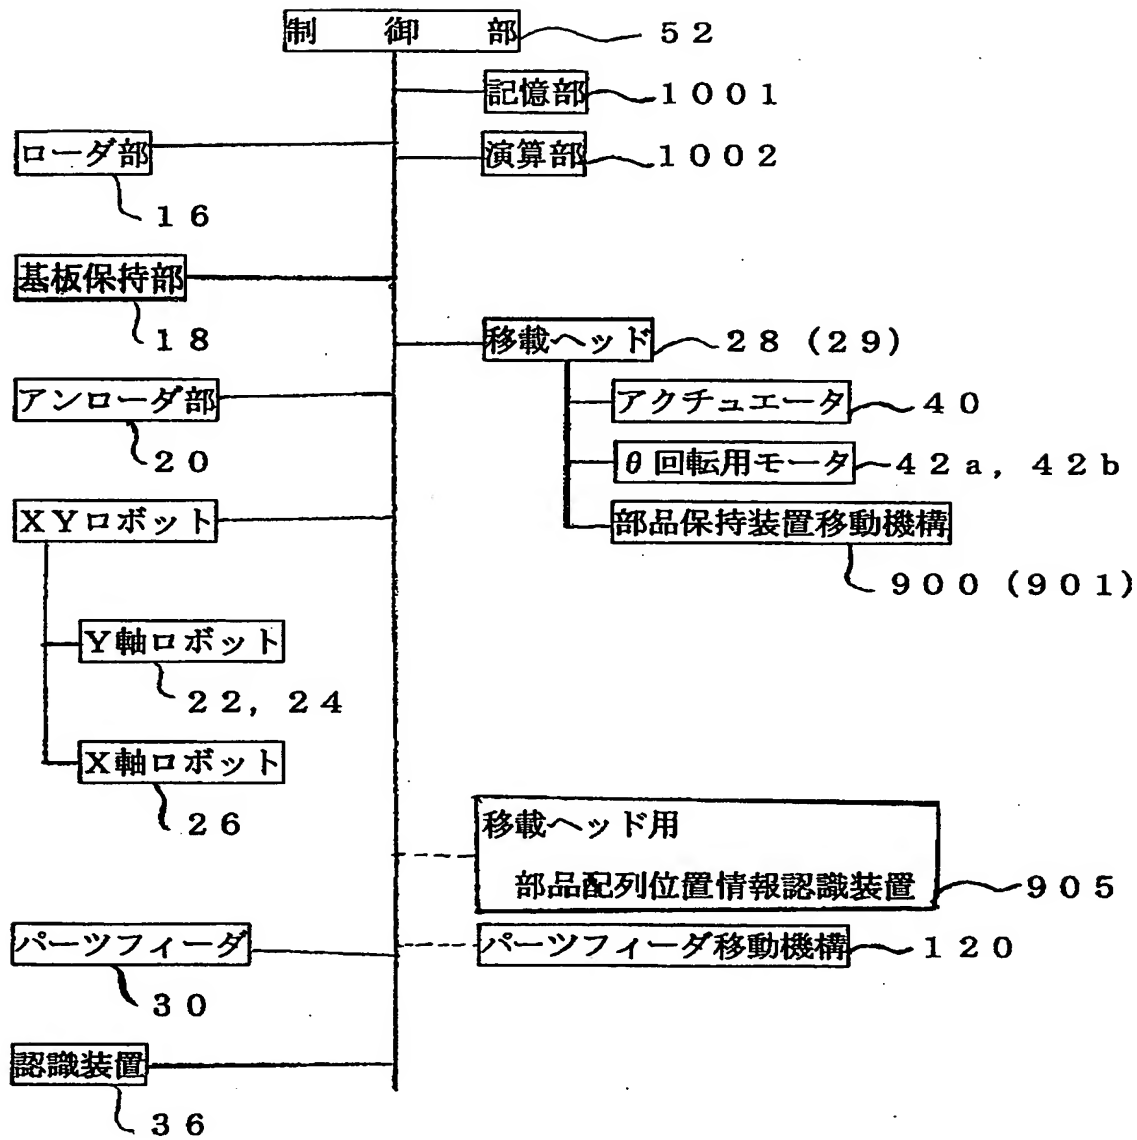 制 御 部 52
記憶部 1001
ローダ部
演算部 1002
16
基板保持部
18
移載ヘッド 28(29)
アンローダ部
アクチュエータ 40
20
θ回転用モータ 42a, 42b
XYロボット
部品保持装置移動機構
900(901)
Y軸ロボット
22, 24
X軸ロボット
26
移載ヘッド用
部品配列位置情報認識装置 905
パーツフィーダ
パーツフィーダ移動機構 120
30
認識装置
36